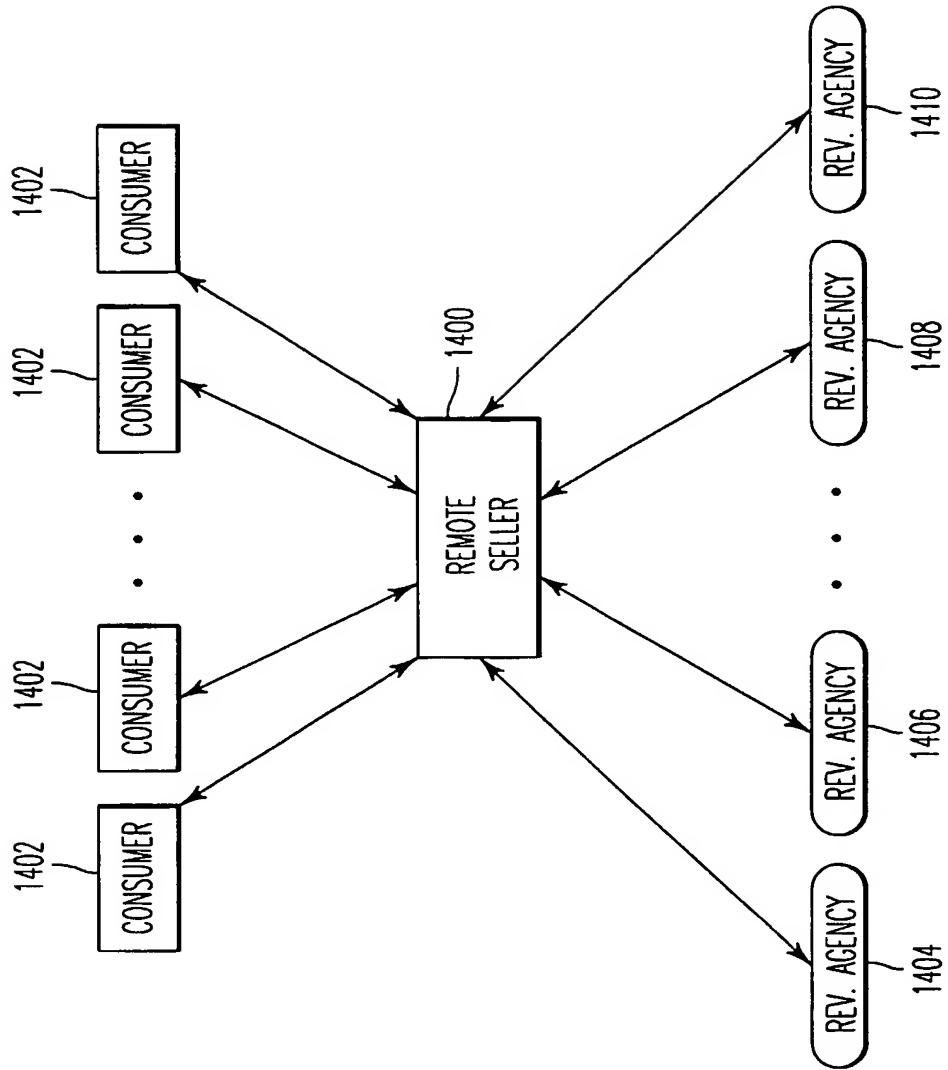 1402
1402
1402
1402
CONSUMER
CONSUMER
CONSUMER
CONSUMER
1400
REMOTE
SELLER
REV. AGENCY
REV. AGENCY
REV. AGENCY
REV. AGENCY
1404
1406
1408
1410